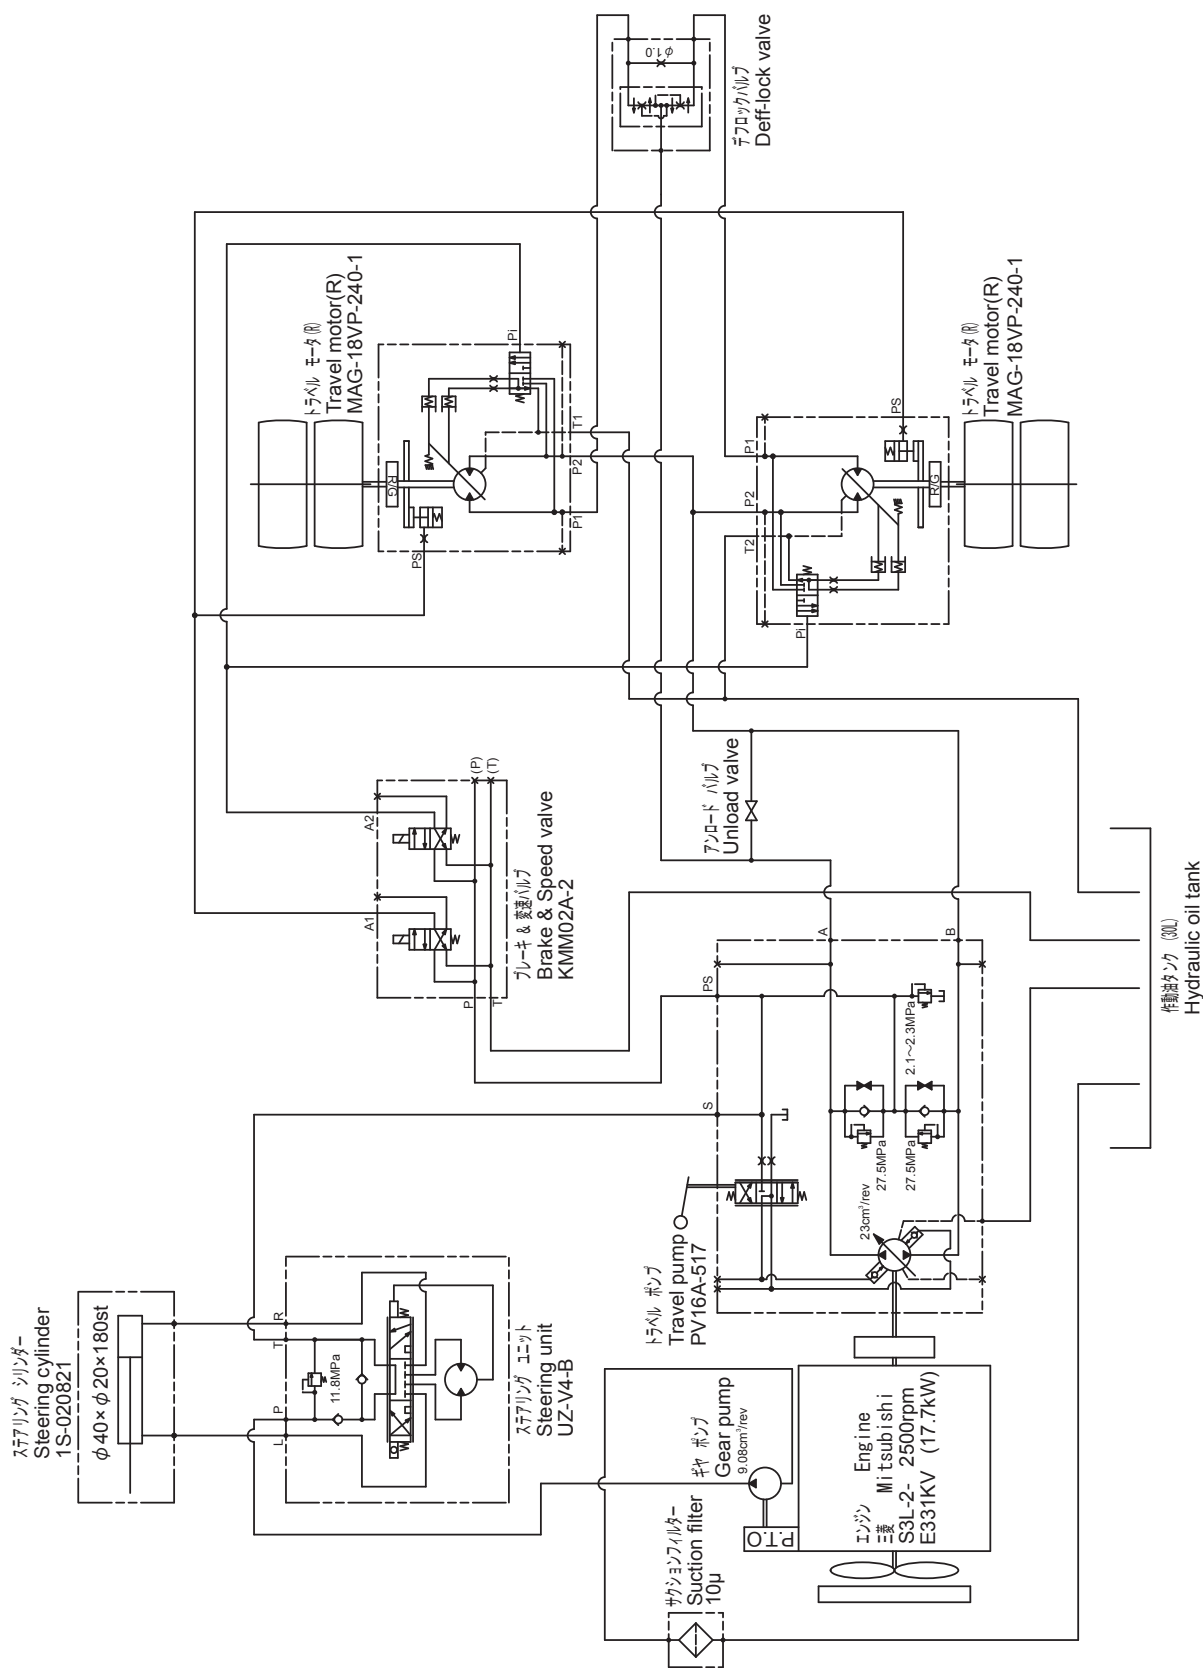 ステアリング シリンダー
Steering cylinder
1S-020821
φ40×φ20×180st
L
P
T
R
11.8MPa
ステアリング ユニット
Steering unit
UZ-V4-B
サクションフィルター
Suction filter
10μ
ギヤ ポンプ
Gear pump
9.08cm³/rev
P.T.O
エンジン Engine
三菱 Mitsubishi
S3L-2- 2500rpm
E331KV (17.7kW)
トラベル ポンプ
Travel pump
PV16A-517
23cm³/rev
27.5MPa
27.5MPa
2.1～2.3MPa
S
PS
A
B
ブレーキ & 変速バルブ
Brake & Speed valve
KMM02A-2
P
T
A1
A2
(P)
(T)
アンロード バルブ
Unload valve
作動油タンク (30L)
Hydraulic oil tank
トラベル モータ(R)
Travel motor(R)
MAG-18VP-240-1
R/G
PS
Pi
P1
P2
T1
トラベル モータ(R)
Travel motor(R)
MAG-18VP-240-1
R/G
PS
Pi
P1
P2
T2
デフロックバルブ
Deff-lock valve
φ1.0